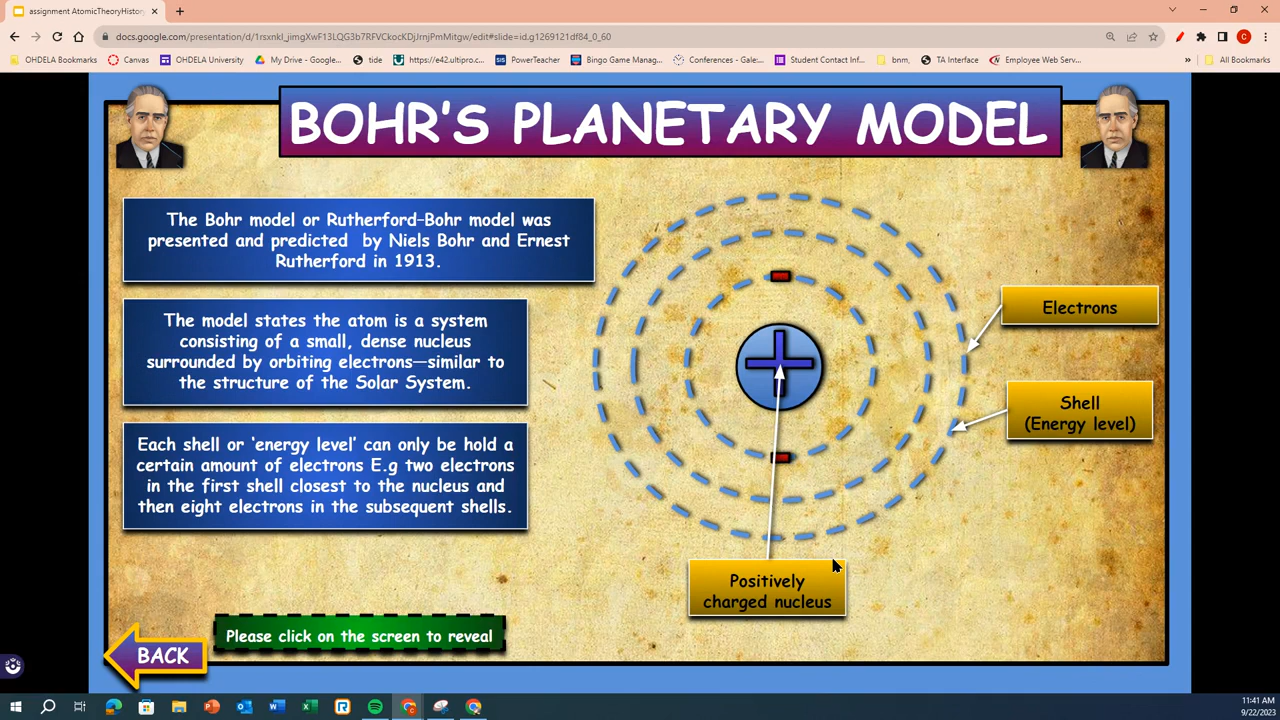 assignment AtomicTheoryHistory
docs.google.com/presentation/d/1rsxnkl_jimgXwF13LQG3b7RFVCkocKDjJrnjPmMitgw/edit#slide=id.g1269121df84_0_60
OHDELA Bookmarks Canvas OHDELA University My Drive - Google... tide https://e42.ultipro.c... PowerTeacher Bingo Game Manag... Conferences - Gale:... Student Contact Inf... bnm, TA Interface Employee Web Serv... » All Bookmarks
BOHR'S PLANETARY MODEL
The Bohr model or Rutherford-Bohr model was
presented and predicted by Niels Bohr and Ernest
Rutherford in 1913.
The model states the atom is a system
consisting of a small, dense nucleus
surrounded by orbiting electrons—similar to
the structure of the Solar System.
Each shell or 'energy level' can only be hold a
certain amount of electrons E.g two electrons
in the first shell closest to the nucleus and
then eight electrons in the subsequent shells.
Electrons
Shell
(Energy level)
Positively
charged nucleus
Please click on the screen to reveal
BACK
11:41 AM
9/22/2023